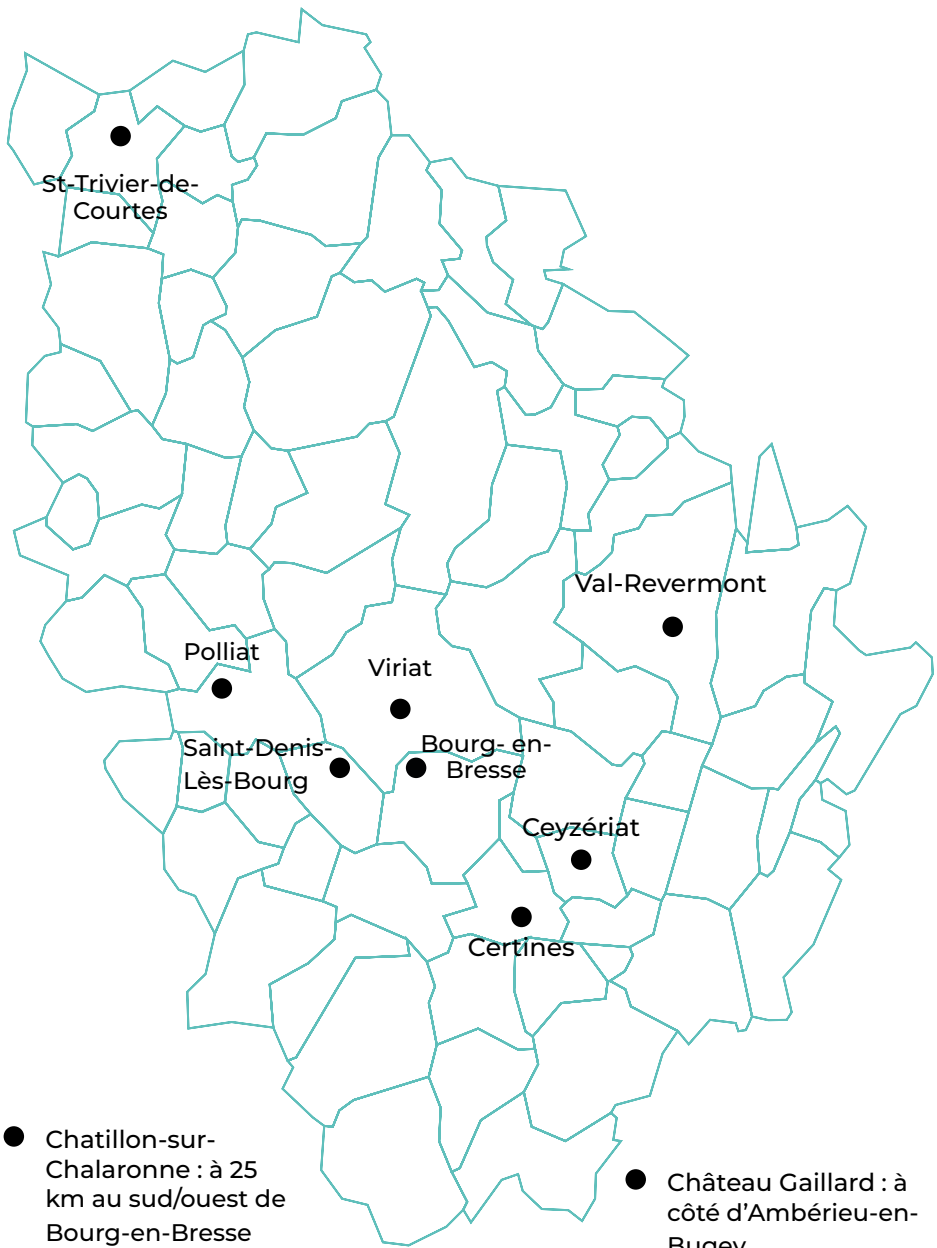 St-Trivier-de-
Courtes
Val-Revermont
Polliat
Viriat
Saint-Denis-
Lès-Bourg
Bourg- en-
Bresse
Ceyzériat
Certines
Chatillon-sur-
Chalaronne : à 25
km au sud/ouest de
Bourg-en-Bresse
Château Gaillard : à
côté d’Ambérieu-en-
Bugey